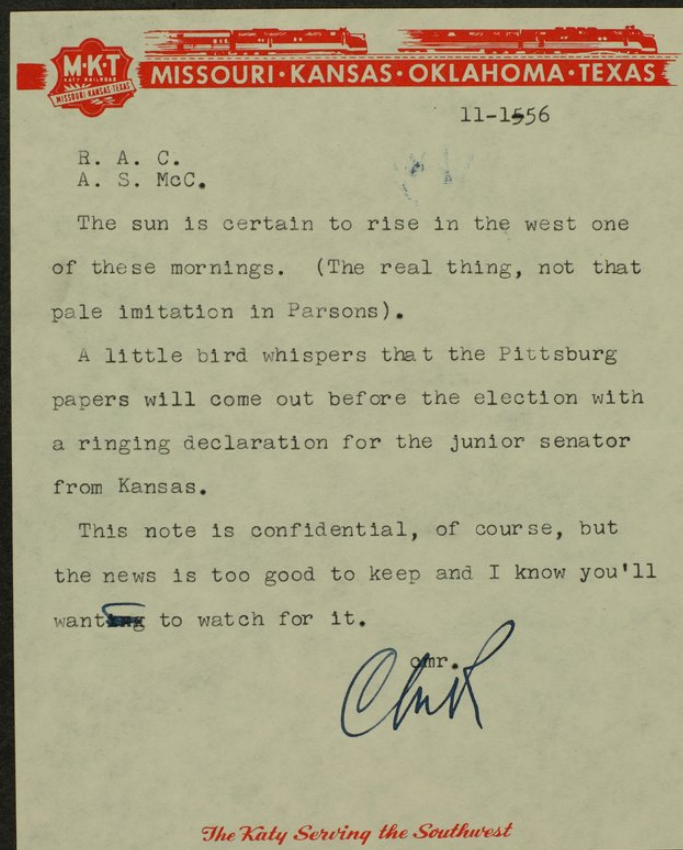 M·K·T
KATY RAILROAD
MISSOURI-KANSAS-TEXAS
MISSOURI·KANSAS·OKLAHOMA·TEXAS
11-1556
R. A. C.
A. S. McC.
The sun is certain to rise in the west one
of these mornings. (The real thing, not that
pale imitation in Parsons).
A little bird whispers that the Pittsburg
papers will come out before the election with
a ringing declaration for the junior senator
from Kansas.
This note is confidential, of course, but
the news is too good to keep and I know you'll
want to watch for it.
cmr.
The Katy Serving the Southwest